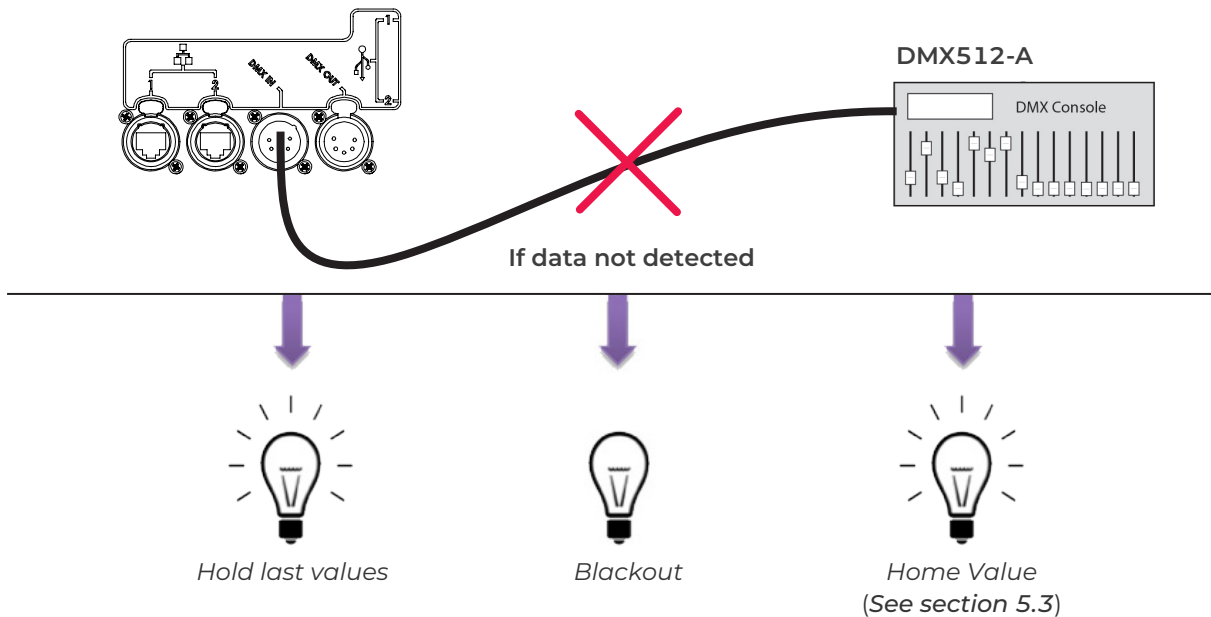 1
1 2 DMX IN DMX OUT
2
DMX512-A
DMX Console
If data not detected
Hold last values
Blackout
Home Value
(See section 5.3)